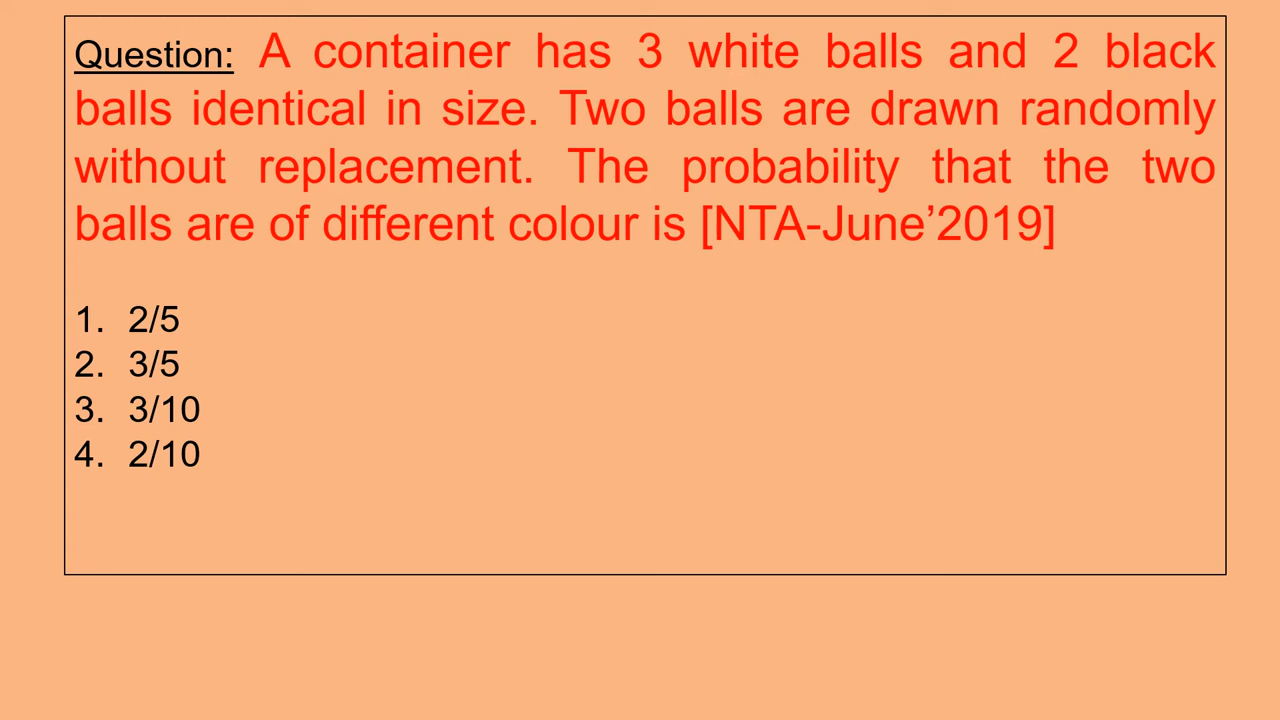 Question: A container has 3 white balls and 2 black
balls identical in size. Two balls are drawn randomly
without replacement. The probability that the two
balls are of different colour is [NTA-June’2019]
1. 2/5
2. 3/5
3. 3/10
4. 2/10